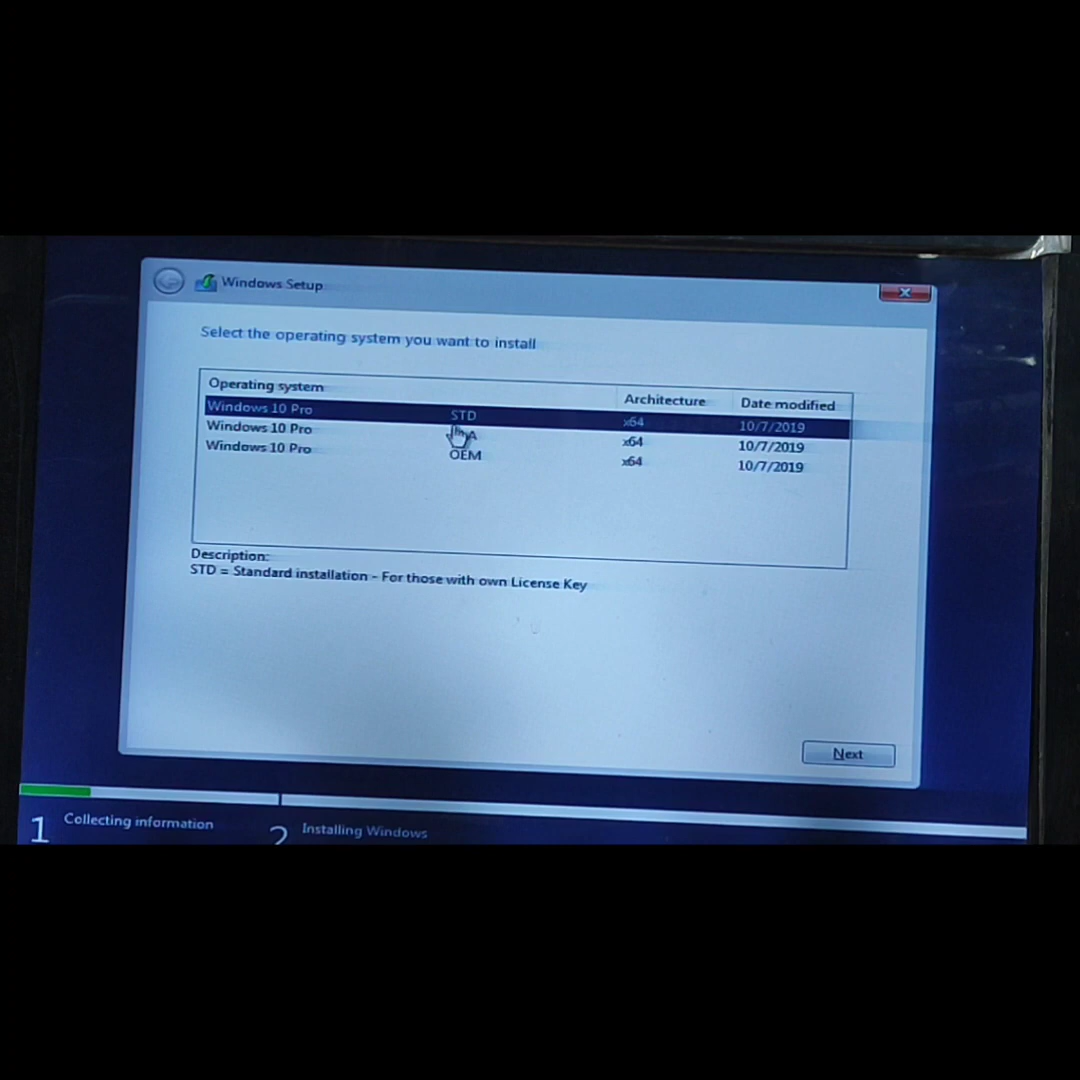 Windows Setup
Select the operating system you want to install
Operating system Architecture Date modified
Windows 10 Pro STD x64 10/7/2019
Windows 10 Pro x64 10/7/2019
Windows 10 Pro OEM x64 10/7/2019
Description:
STD = Standard installation - For those with own License Key
Next
1 Collecting information 2 Installing Windows